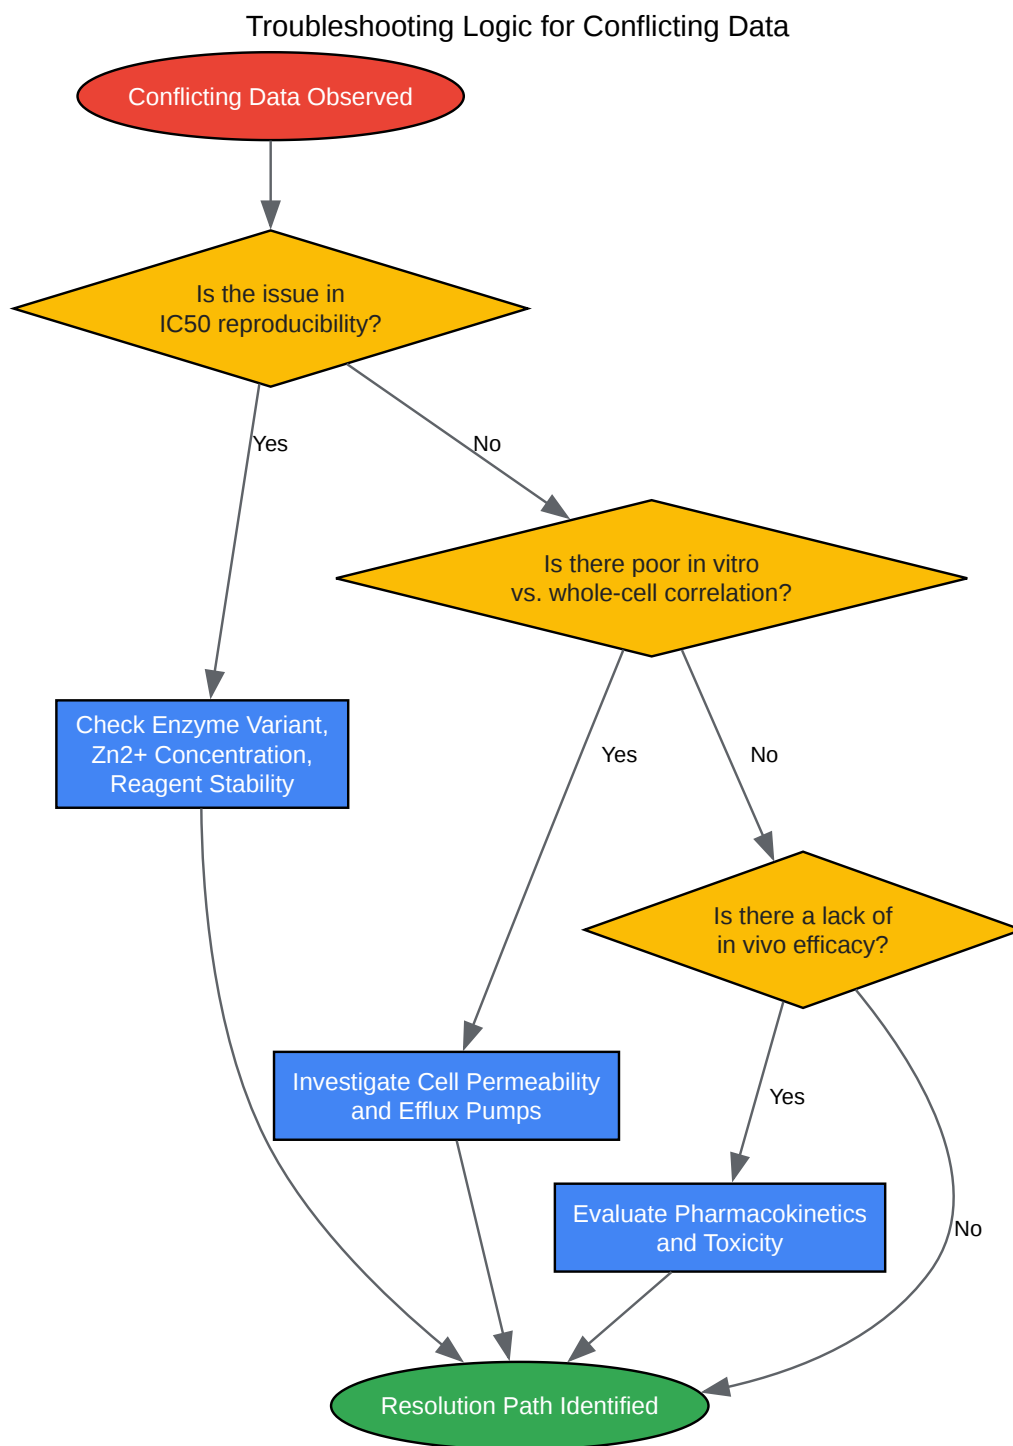 Troubleshooting Logic for Conflicting Data
Conflicting Data Observed
Is the issue in
IC50 reproducibility?
Yes
No
Is there poor in vitro
vs. whole-cell correlation?
Check Enzyme Variant,
Zn2+ Concentration,
Reagent Stability
Yes
No
Is there a lack of
in vivo efficacy?
Investigate Cell Permeability
and Efflux Pumps
Yes
Evaluate Pharmacokinetics
and Toxicity
No
Resolution Path Identified